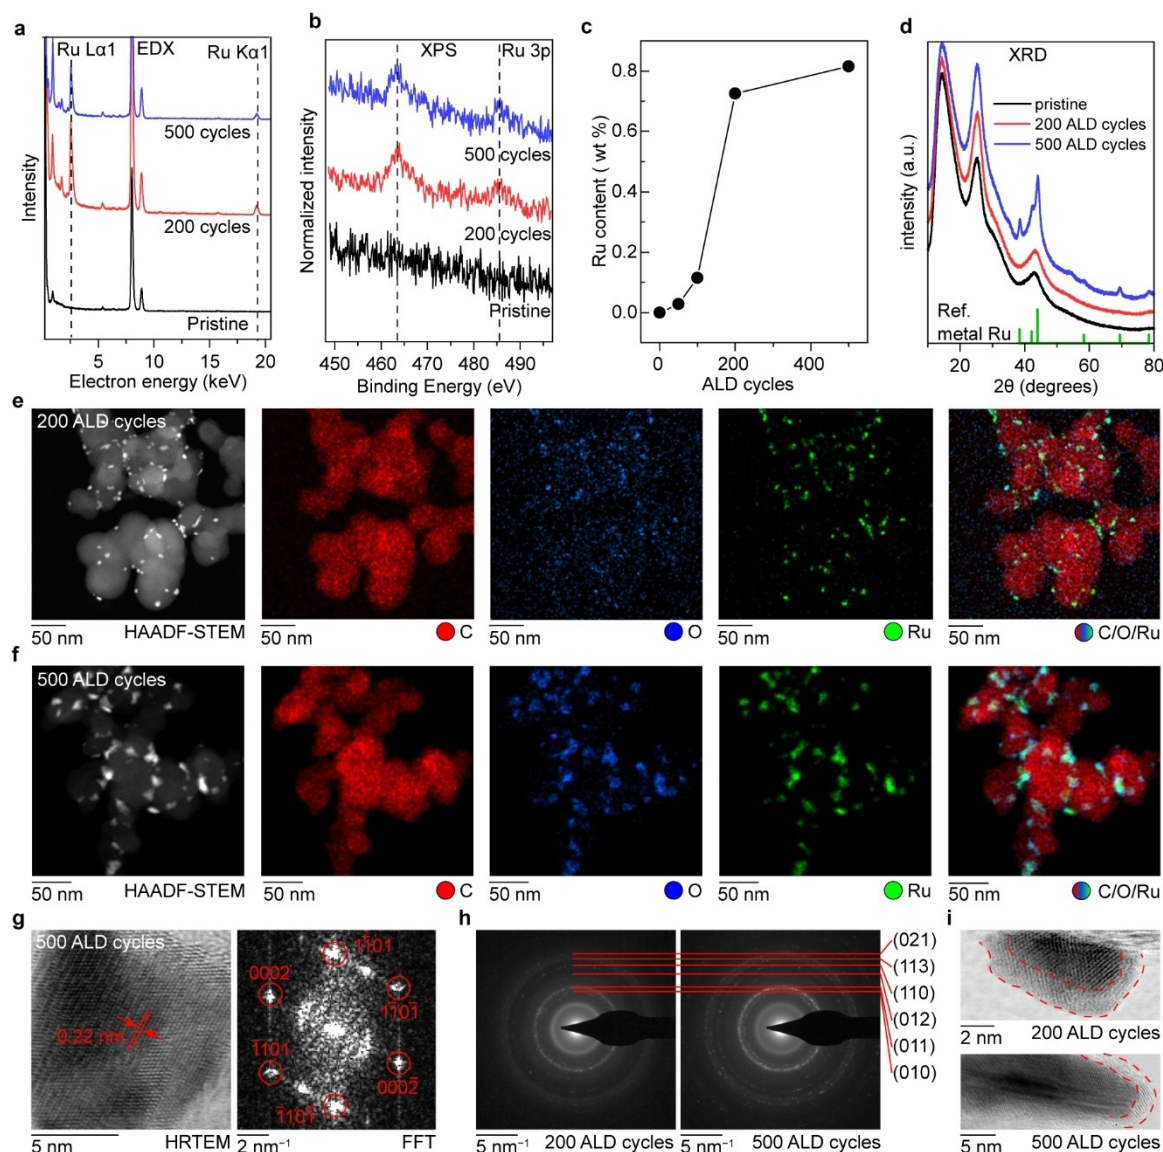 a
Ru Lα1
EDX
Ru Kα1
500 cycles
200 cycles
Pristine
Intensity
5
10
15
20
Electron energy (keV)
b
XPS
Ru 3p
500 cycles
200 cycles
Pristine
Normalized intensity
450
460
470
480
490
Binding Energy (eV)
c
Ru content ( wt %)
0.8
0.6
0.4
0.2
0.0
0
200
400
ALD cycles
d
XRD
pristine
200 ALD cycles
500 ALD cycles
intensity (a.u.)
Ref.
metal Ru
20
40
60
80
2θ (degrees)
e
200 ALD cycles
50 nm
HAADF-STEM
50 nm
C
50 nm
O
50 nm
Ru
50 nm
C/O/Ru
f
500 ALD cycles
50 nm
HAADF-STEM
50 nm
C
50 nm
O
50 nm
Ru
50 nm
C/O/Ru
g
500 ALD cycles
0.22 nm
5 nm
HRTEM
1̄101
0002
11̄01̄
1̄101
0002̄
1̄101̄
2 nm⁻¹
FFT
h
(021)
(113)
(110)
(012)
(011)
(010)
5 nm⁻¹
200 ALD cycles
5 nm⁻¹
500 ALD cycles
i
2 nm
200 ALD cycles
5 nm
500 ALD cycles